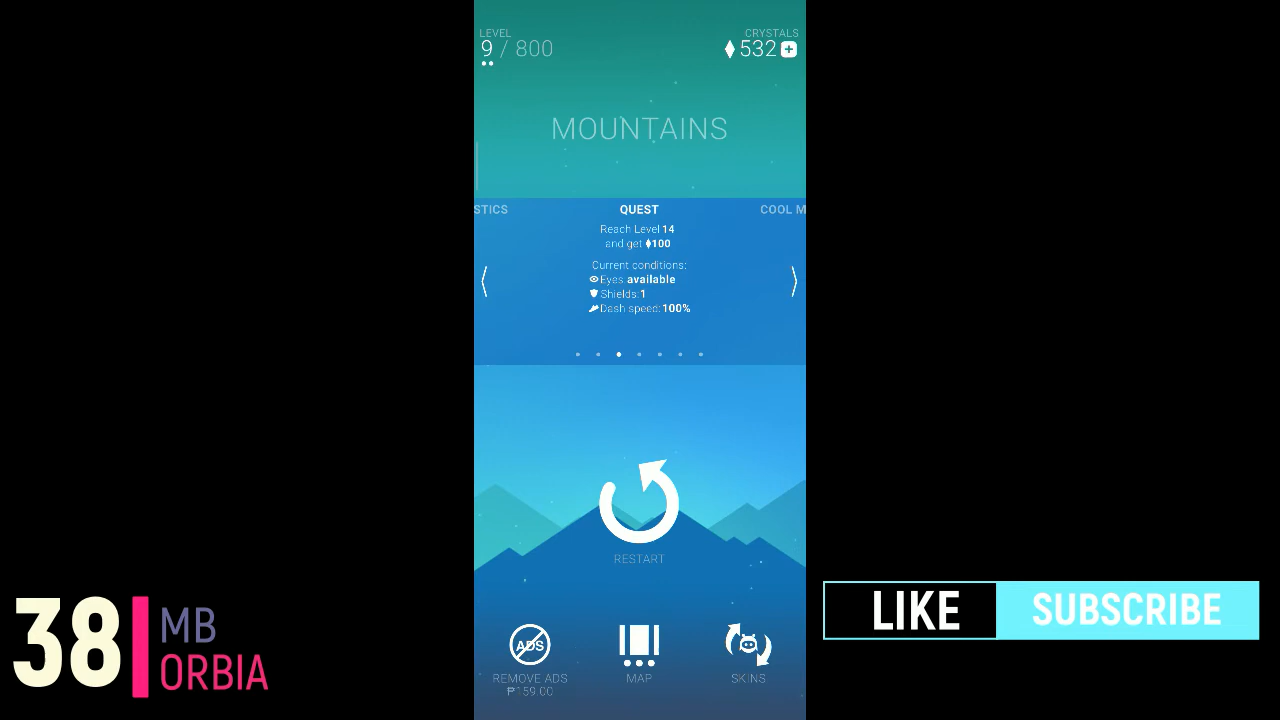 LEVEL
9 / 800
CRYSTALS
532
MOUNTAINS
STICS
QUEST
COOL M
Reach Level 14
and get 100
Current conditions:
Eyes available
Shields: 1
Dash speed: 100%
RESTART
ADS
REMOVE ADS
₱159.00
MAP
SKINS
38
MB
ORBIA
LIKE
SUBSCRIBE